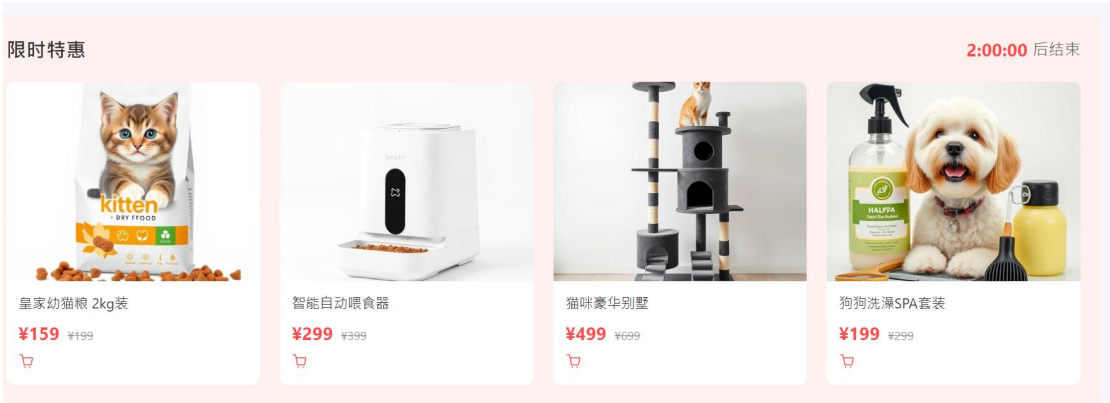 限时特惠
2:00:00 后结束
kitten
• DRY FFOOD
SMART
HALFFA
皇家幼猫粮 2kg装
¥159 ¥199
智能自动喂食器
¥299 ¥399
猫咪豪华别墅
¥499 ¥699
狗狗洗澡SPA套装
¥199 ¥299